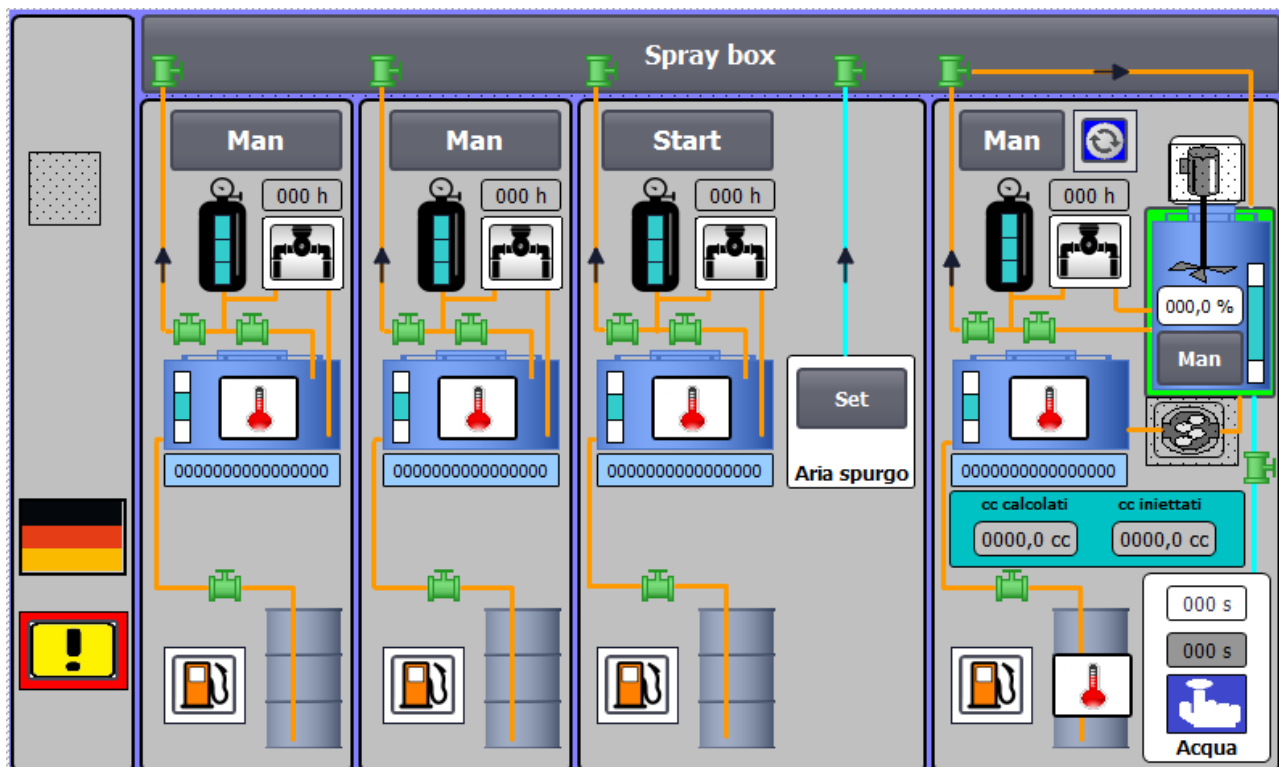 Spray box
Man
Man
Start
Man
000 h
000 h
000 h
000 h
000,0 %
Man
Set
Aria spurgo
0000000000000000
0000000000000000
0000000000000000
0000000000000000
cc calcolati
cc iniettati
0000,0 cc
0000,0 cc
000 s
000 s
Acqua